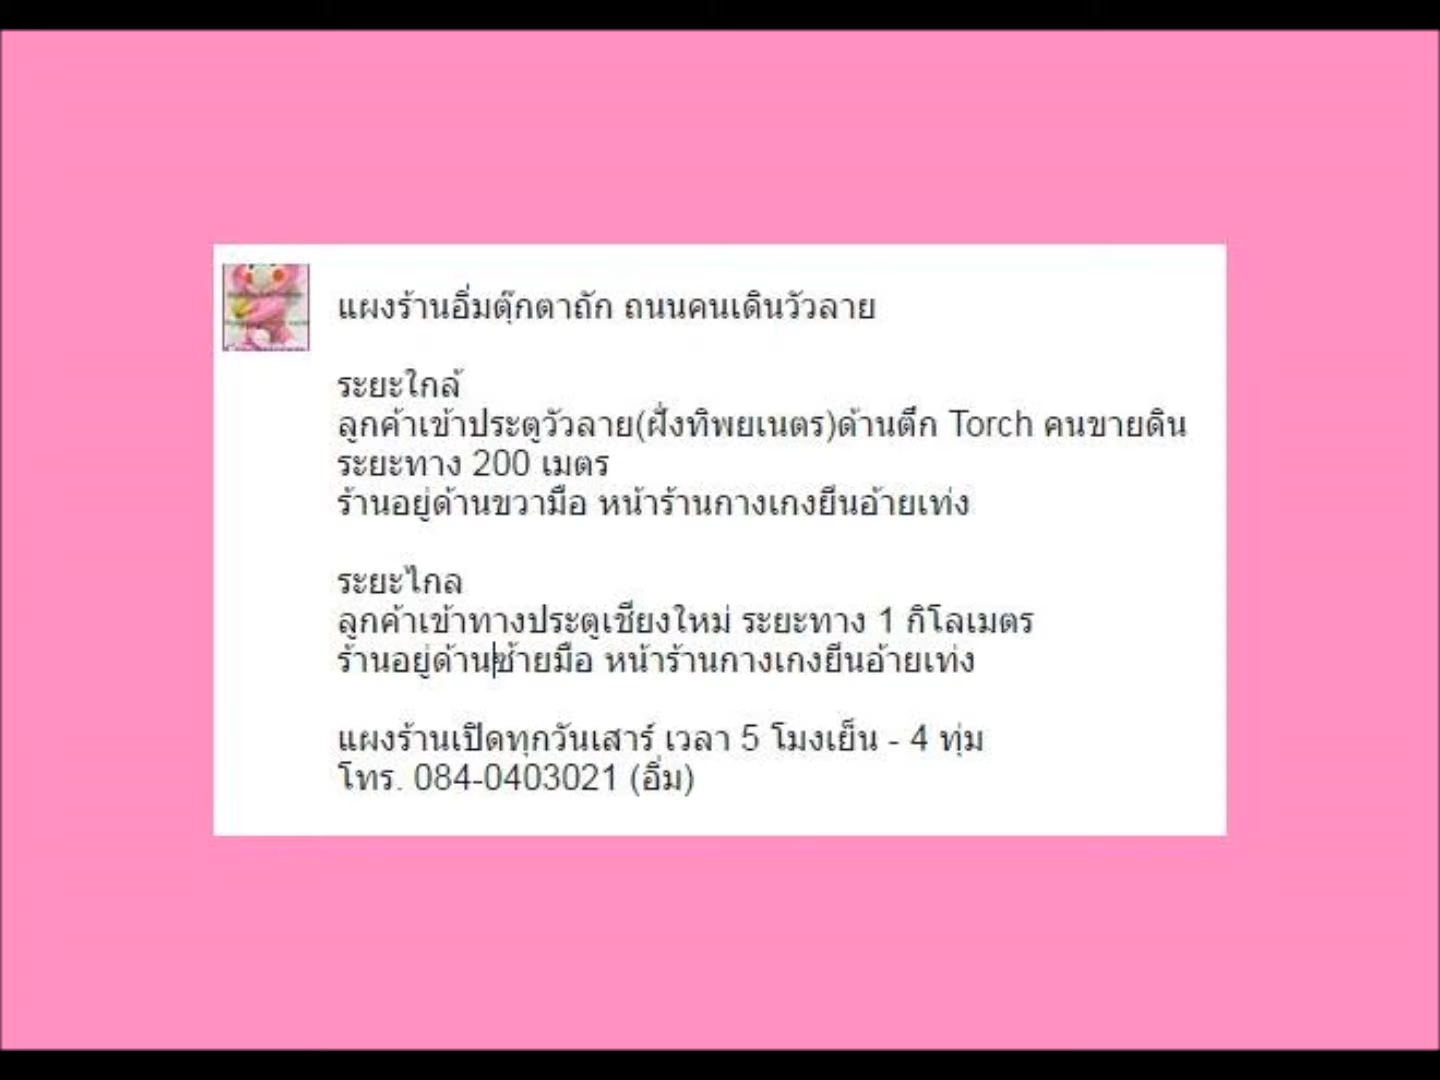 แผงร้านอิ่มตุ๊กตาถัก ถนนคนเดินวัวลาย
ระยะใกล้
ลูกค้าเข้าประตูวัวลาย(ฝั่งทิพยเนตร)ด้านตึก Torch คนขายดิน
ระยะทาง 200 เมตร
ร้านอยู่ด้านขวามือ หน้าร้านกางเกงยีนอ้ายเท่ง
ระยะไกล
ลูกค้าเข้าทางประตูเชียงใหม่ ระยะทาง 1 กิโลเมตร
ร้านอยู่ด้านซ้ายมือ หน้าร้านกางเกงยีนอ้ายเท่ง
แผงร้านเปิดทุกวันเสาร์ เวลา 5 โมงเย็น - 4 ทุ่ม
โทร. 084-0403021 (อิ่ม)